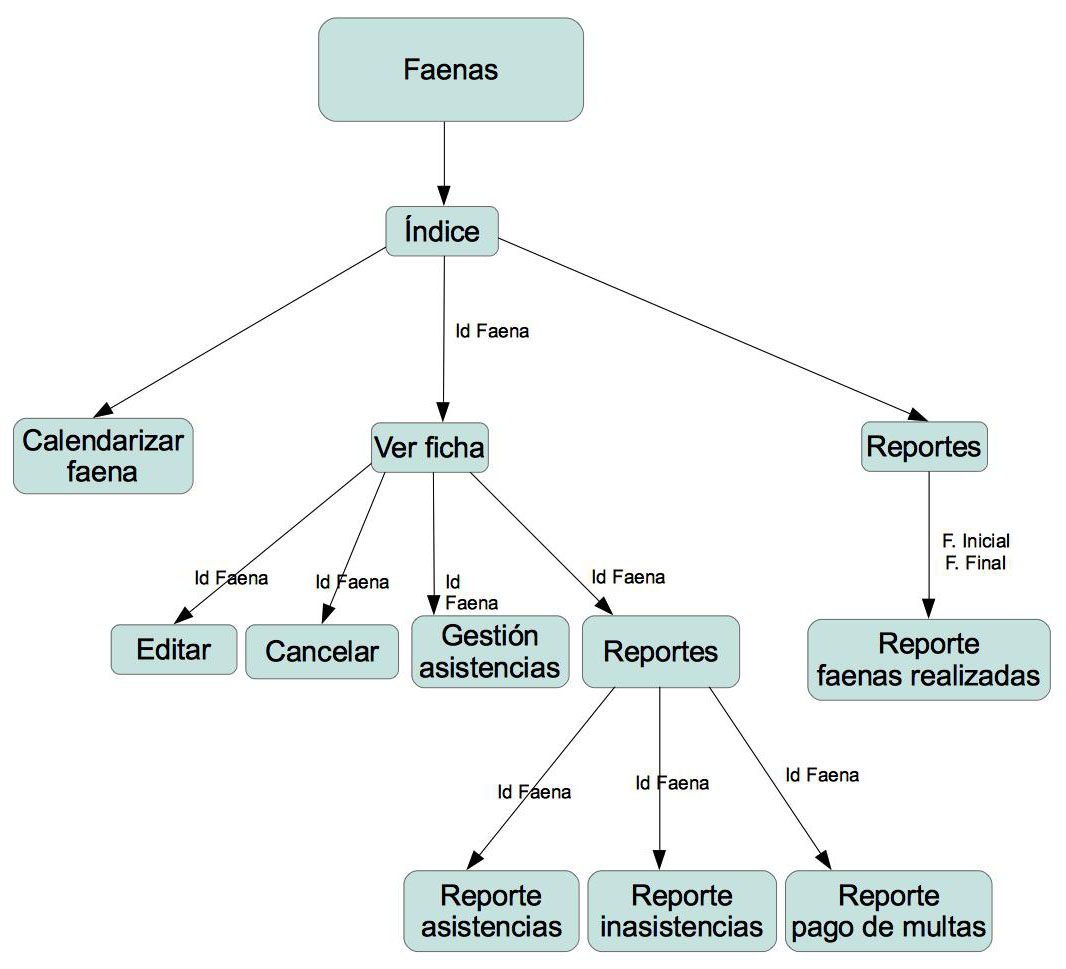 Faenas
Índice
Id Faena
Calendarizar
faena
Ver ficha
Reportes
F. Inicial
F. Final
Id Faena
Id Faena
Id
Faena
Id Faena
Editar
Cancelar
Gestión
asistencias
Reportes
Reporte
faenas realizadas
Id Faena
Id Faena
Id Faena
Reporte
asistencias
Reporte
inasistencias
Reporte
pago de multas